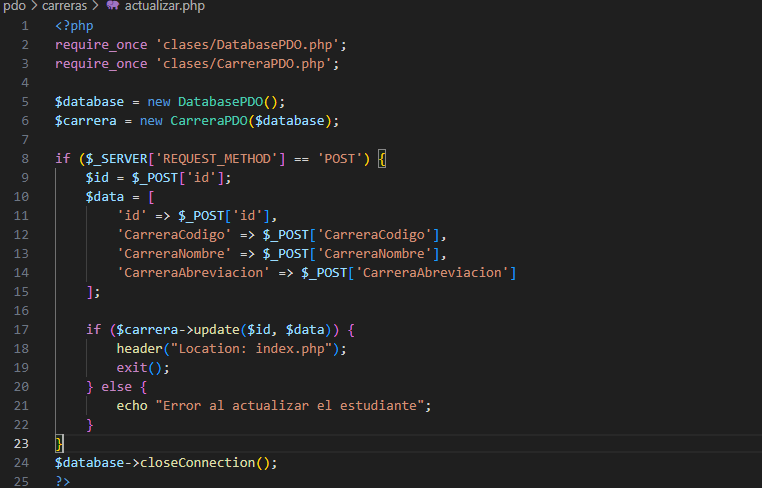 pdo > carreras > actualizar.php
1 <?php
2 require_once 'clases/DatabasePDO.php';
3 require_once 'clases/CarreraPDO.php';
4
5 $database = new DatabasePDO();
6 $carrera = new CarreraPDO($database);
7
8 if ($_SERVER['REQUEST_METHOD'] == 'POST') {
9     $id = $_POST['id'];
10     $data = [
11         'id' => $_POST['id'],
12         'CarreraCodigo' => $_POST['CarreraCodigo'],
13         'CarreraNombre' => $_POST['CarreraNombre'],
14         'CarreraAbreviacion' => $_POST['CarreraAbreviacion']
15     ];
16
17     if ($carrera->update($id, $data)) {
18         header("Location: index.php");
19         exit();
20     } else {
21         echo "Error al actualizar el estudiante";
22     }
23 }
24 $database->closeConnection();
25 ?>